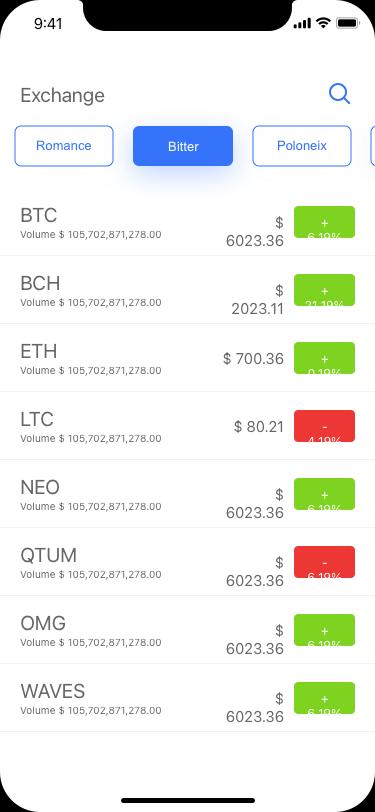 9:41
Exchange
Romance Bitter Poloneix
BTC
Volume $ 105,702,871,278.00
$
6023.36
+
6.19%
BCH
Volume $ 105,702,871,278.00
$
2023.11
+
21.19%
ETH
Volume $ 105,702,871,278.00
$ 700.36
+
0.19%
LTC
Volume $ 105,702,871,278.00
$ 80.21
-
4.19%
NEO
Volume $ 105,702,871,278.00
$
6023.36
+
6.19%
QTUM
Volume $ 105,702,871,278.00
$
6023.36
-
6.19%
OMG
Volume $ 105,702,871,278.00
$
6023.36
+
6.19%
WAVES
Volume $ 105,702,871,278.00
$
6023.36
+
6.19%